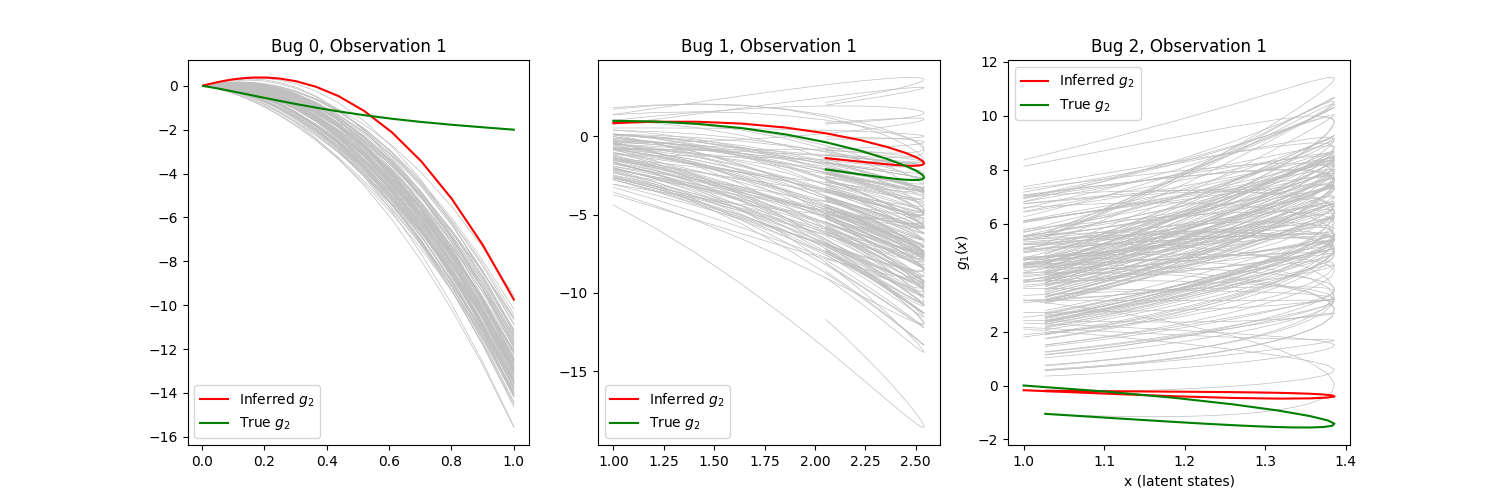 Bug 0, Observation 1
0
−2
−4
−6
−8
−10
−12
−14
−16
0.0 0.2 0.4 0.6 0.8 1.0
Inferred g₂
True g₂
Bug 1, Observation 1
0
−5
−10
−15
1.00 1.25 1.50 1.75 2.00 2.25 2.50
Inferred g₂
True g₂
Bug 2, Observation 1
12
10
8
6
4
2
0
−2
g₁(x)
1.0 1.1 1.2 1.3 1.4
x (latent states)
Inferred g₂
True g₂